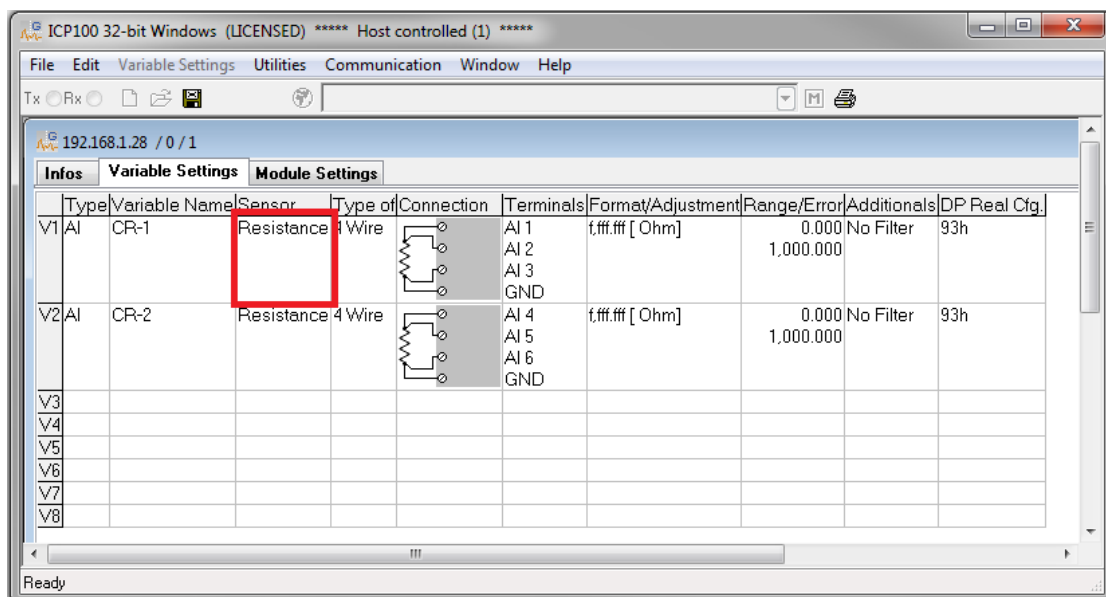 ICP100 32-bit Windows (LICENSED) ***** Host controlled (1) *****
File Edit Variable Settings Utilities Communication Window Help
Tx Rx M
192.168.1.28 / 0 / 1
Infos Variable Settings Module Settings
Type Variable Name Sensor Type of Connection Terminals Format/Adjustment Range/Error Additionals DP Real Cfg.
V1 AI CR-1 Resistance 4 Wire AI 1 f,fff.fff [ Ohm] 0.000 No Filter 93h
AI 2 1,000.000
AI 3
GND
V2 AI CR-2 Resistance 4 Wire AI 4 f,fff.fff [ Ohm] 0.000 No Filter 93h
AI 5 1,000.000
AI 6
GND
V3
V4
V5
V6
V7
V8
Ready